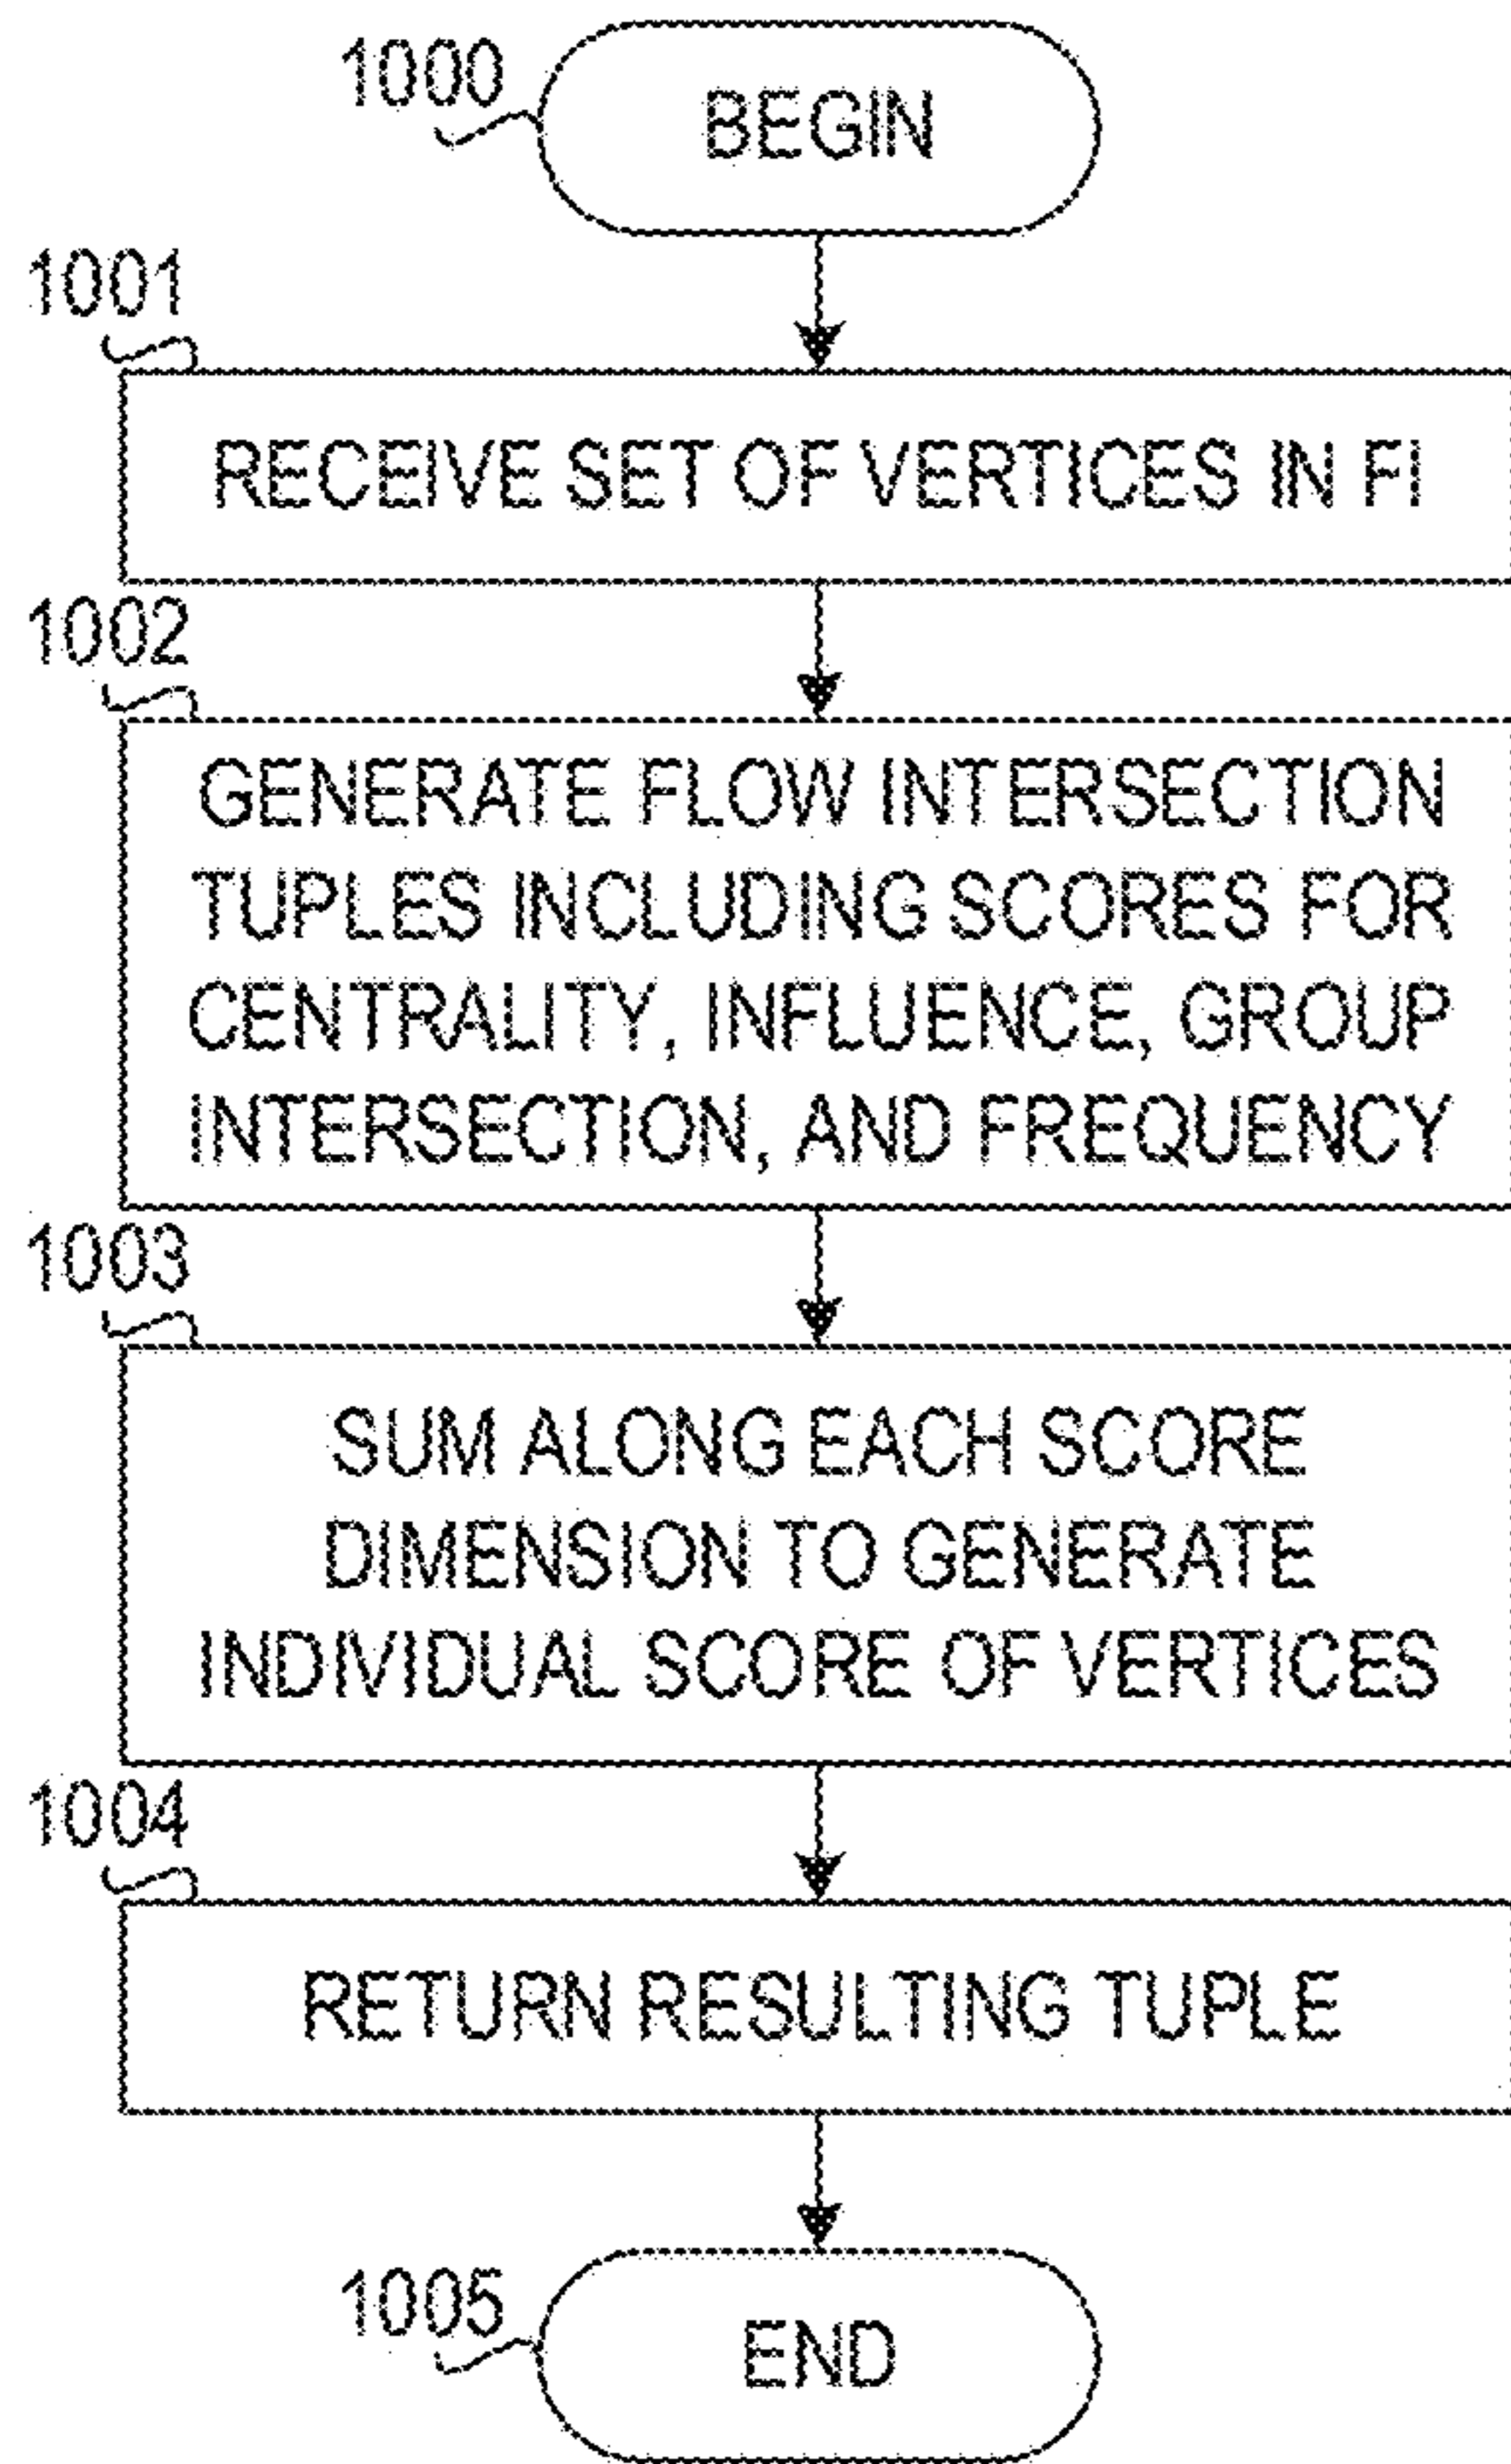 1000
BEGIN
1001
RECEIVE SET OF VERTICES IN FI
1002
GENERATE FLOW INTERSECTION
TUPLES INCLUDING SCORES FOR
CENTRALITY, INFLUENCE, GROUP
INTERSECTION, AND FREQUENCY
1003
SUM ALONG EACH SCORE
DIMENSION TO GENERATE
INDIVIDUAL SCORE OF VERTICES
1004
RETURN RESULTING TUPLE
1005
END